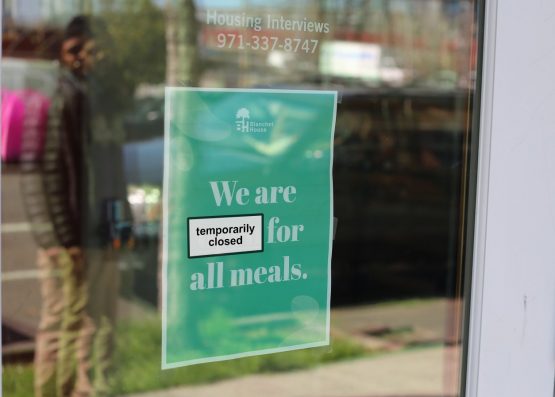 Housing Interviews
971-337-8747
Blanchet
House
We are
temporarily
closed
for
all meals.